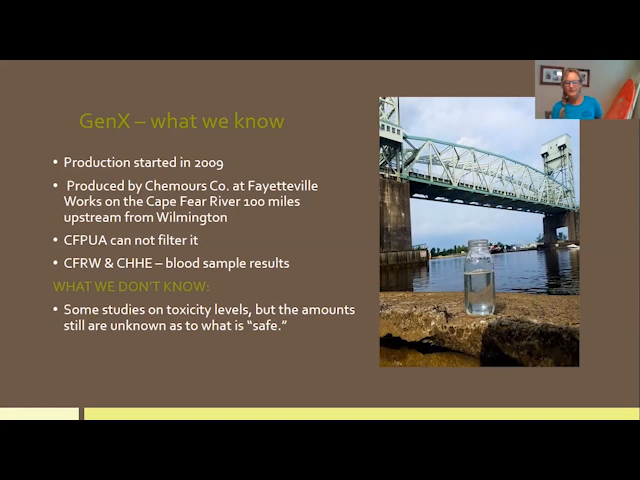 GenX – what we know
• Production started in 2009
• Produced by Chemours Co. at Fayetteville
Works on the Cape Fear River 100 miles
upstream from Wilmington
• CFPUA can not filter it
• CFRW & CHHE – blood sample results
WHAT WE DON'T KNOW:
• Some studies on toxicity levels, but the amounts
still are unknown as to what is “safe.”